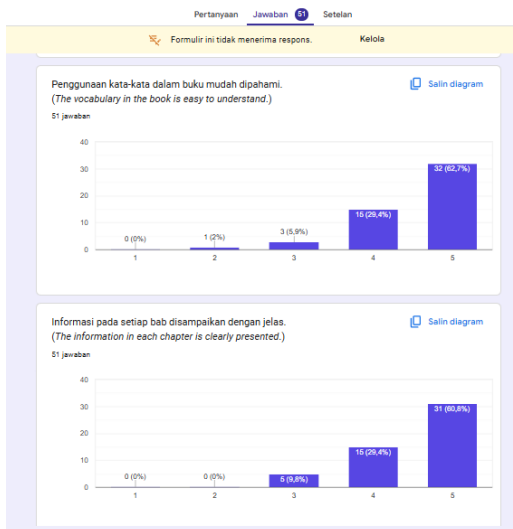 Pertanyaan Jawaban 51 Setelan
Formulir ini tidak menerima respons. Kelola
Penggunaan kata-kata dalam buku mudah dipahami. Salin diagram
(The vocabulary in the book is easy to understand.)
51 jawaban
40
30
20
10
0
0 (0%) 1 (2%) 3 (5,9%) 15 (29,4%) 32 (62,7%)
1 2 3 4 5
Informasi pada setiap bab disampaikan dengan jelas. Salin diagram
(The information in each chapter is clearly presented.)
51 jawaban
40
30
20
10
0
0 (0%) 0 (0%) 5 (9,8%) 15 (29,4%) 31 (60,8%)
1 2 3 4 5